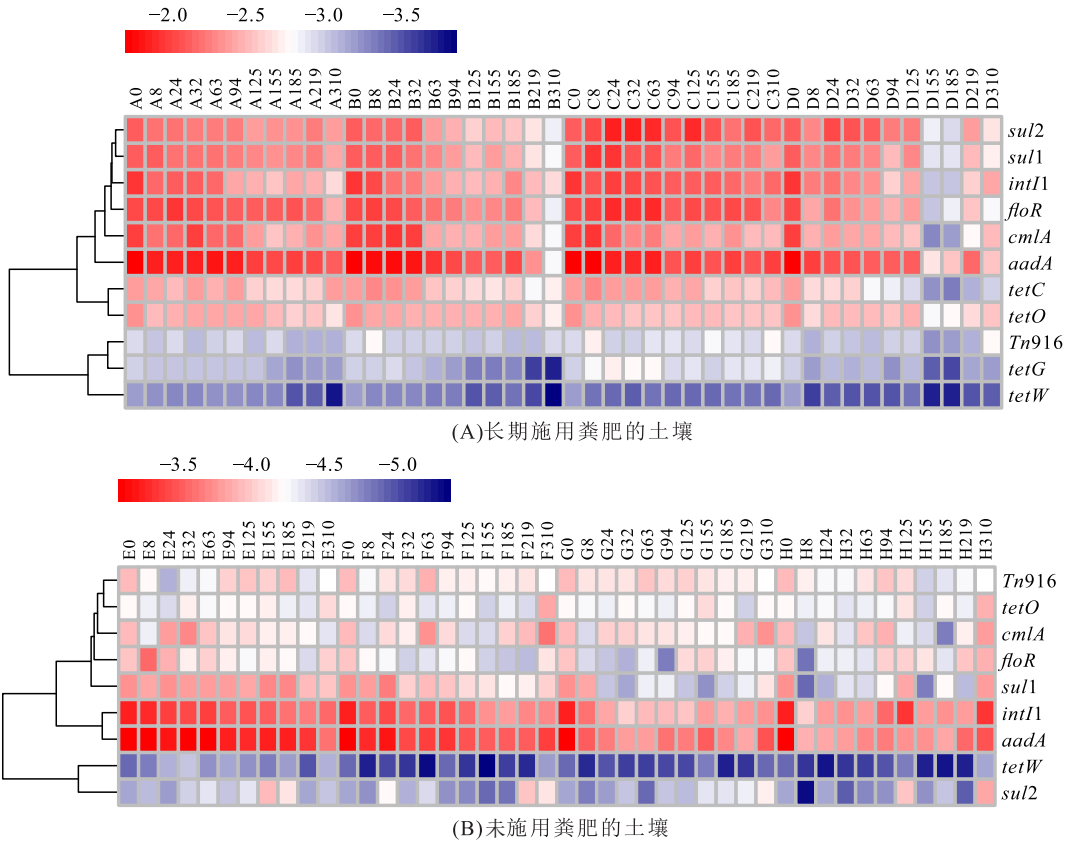 −2.0 −2.5 −3.0 −3.5
A0 A8 A24 A32 A63 A94 A125 A155 A185 A219 A310 B0 B8 B24 B32 B63 B94 B125 B155 B185 B219 B310 C0 C8 C24 C32 C63 C94 C125 C155 C185 C219 C310 D0 D8 D24 D32 D63 D94 D125 D155 D185 D219 D310
sul2
sul1
intI1
floR
cmlA
aadA
tetC
tetO
Tn916
tetG
tetW
(A)长期施用粪肥的土壤
−3.5 −4.0 −4.5 −5.0
E0 E8 E24 E32 E63 E94 E125 E155 E185 E219 E310 F0 F8 F24 F32 F63 F94 F125 F155 F185 F219 F310 G0 G8 G24 G32 G63 G94 G125 G155 G185 G219 G310 H0 H8 H24 H32 H63 H94 H125 H155 H185 H219 H310
Tn916
tetO
cmlA
floR
sul1
intI1
aadA
tetW
sul2
(B)未施用粪肥的土壤